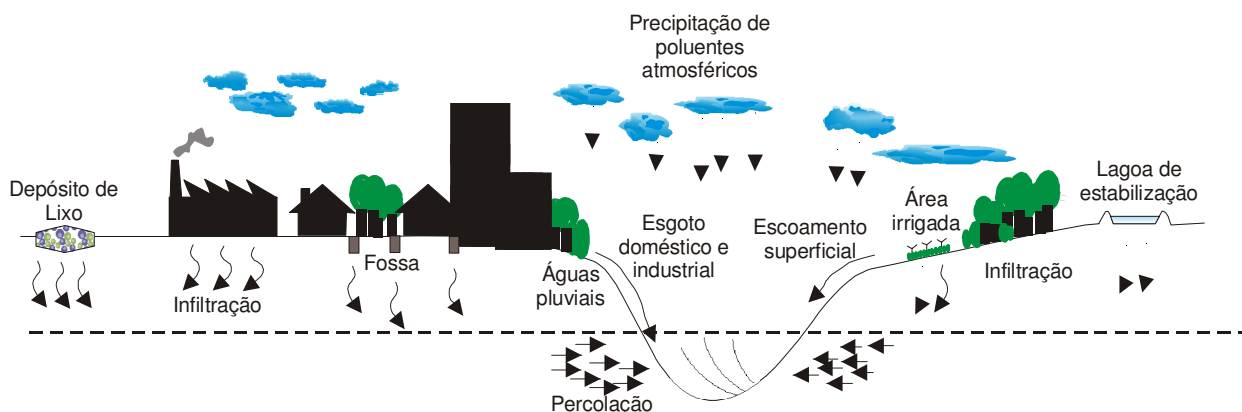 Precipitação de
poluentes
atmosféricos
Depósito de
Lixo
Infiltração
Fossa
Águas
pluviais
Esgoto
doméstico e
industrial
Escoamento
superficial
Área
irrigada
Infiltração
Lagoa de
estabilização
Percolação